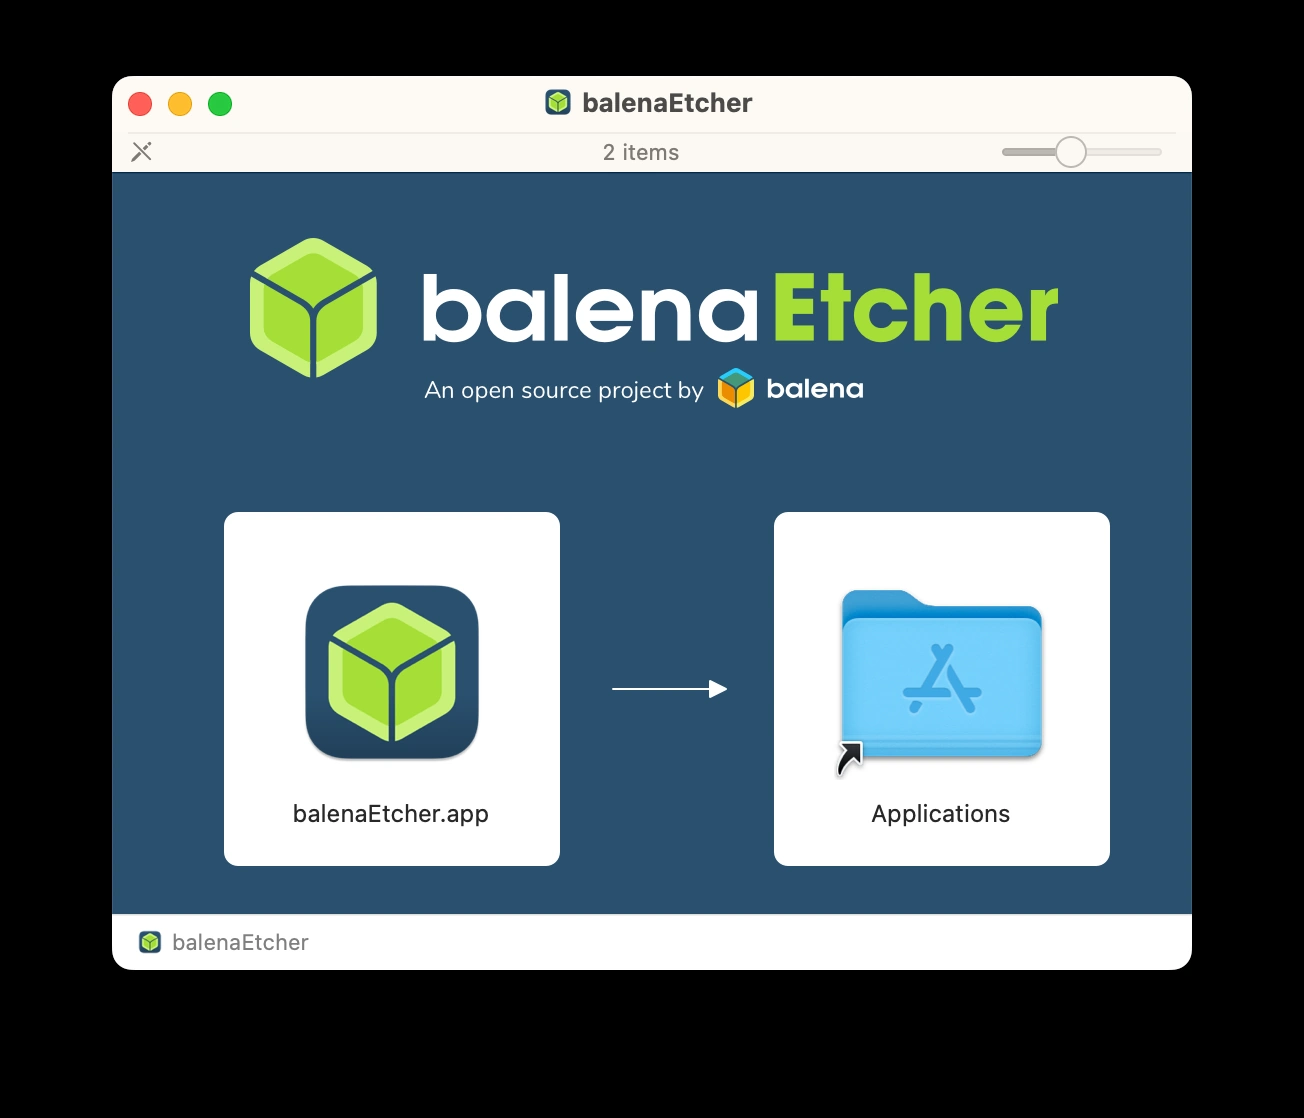 balenaEtcher
2 items
balenaEtcher
An open source project by balena
balenaEtcher.app
Applications
balenaEtcher